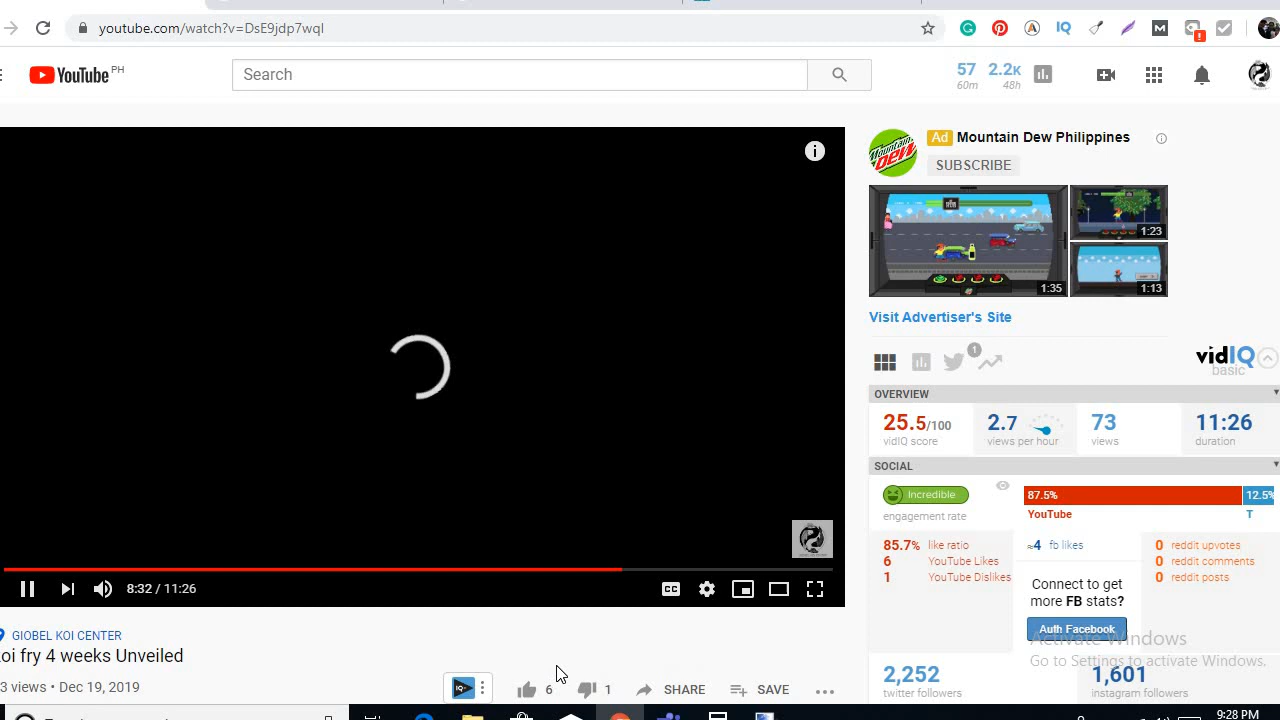 youtube.com/watch?v=DsE9jdp7wqI
YouTube PH
Search
57
60m
2.2K
48h
Ad Mountain Dew Philippines
SUBSCRIBE
Mountain Dew
1:35
1:23
1:13
Visit Advertiser's Site
1
vidIQ
basic
OVERVIEW
25.5/100
vidIQ score
2.7
views per hour
73
views
11:26
duration
SOCIAL
Incredible
engagement rate
87.5%
12.5%
YouTube
T
85.7% like ratio
6 YouTube Likes
1 YouTube Dislikes
≈4 fb likes
Connect to get
more FB stats?
Auth Facebook
0 reddit upvotes
0 reddit comments
0 reddit posts
2,252
twitter followers
1,601
instagram followers
Activate Windows
Go to Settings to activate Windows.
8:32 / 11:26
CC
GIOBEL KOI CENTER
oi fry 4 weeks Unveiled
3 views • Dec 19, 2019
IQ
6
1
SHARE
SAVE
9:28 PM